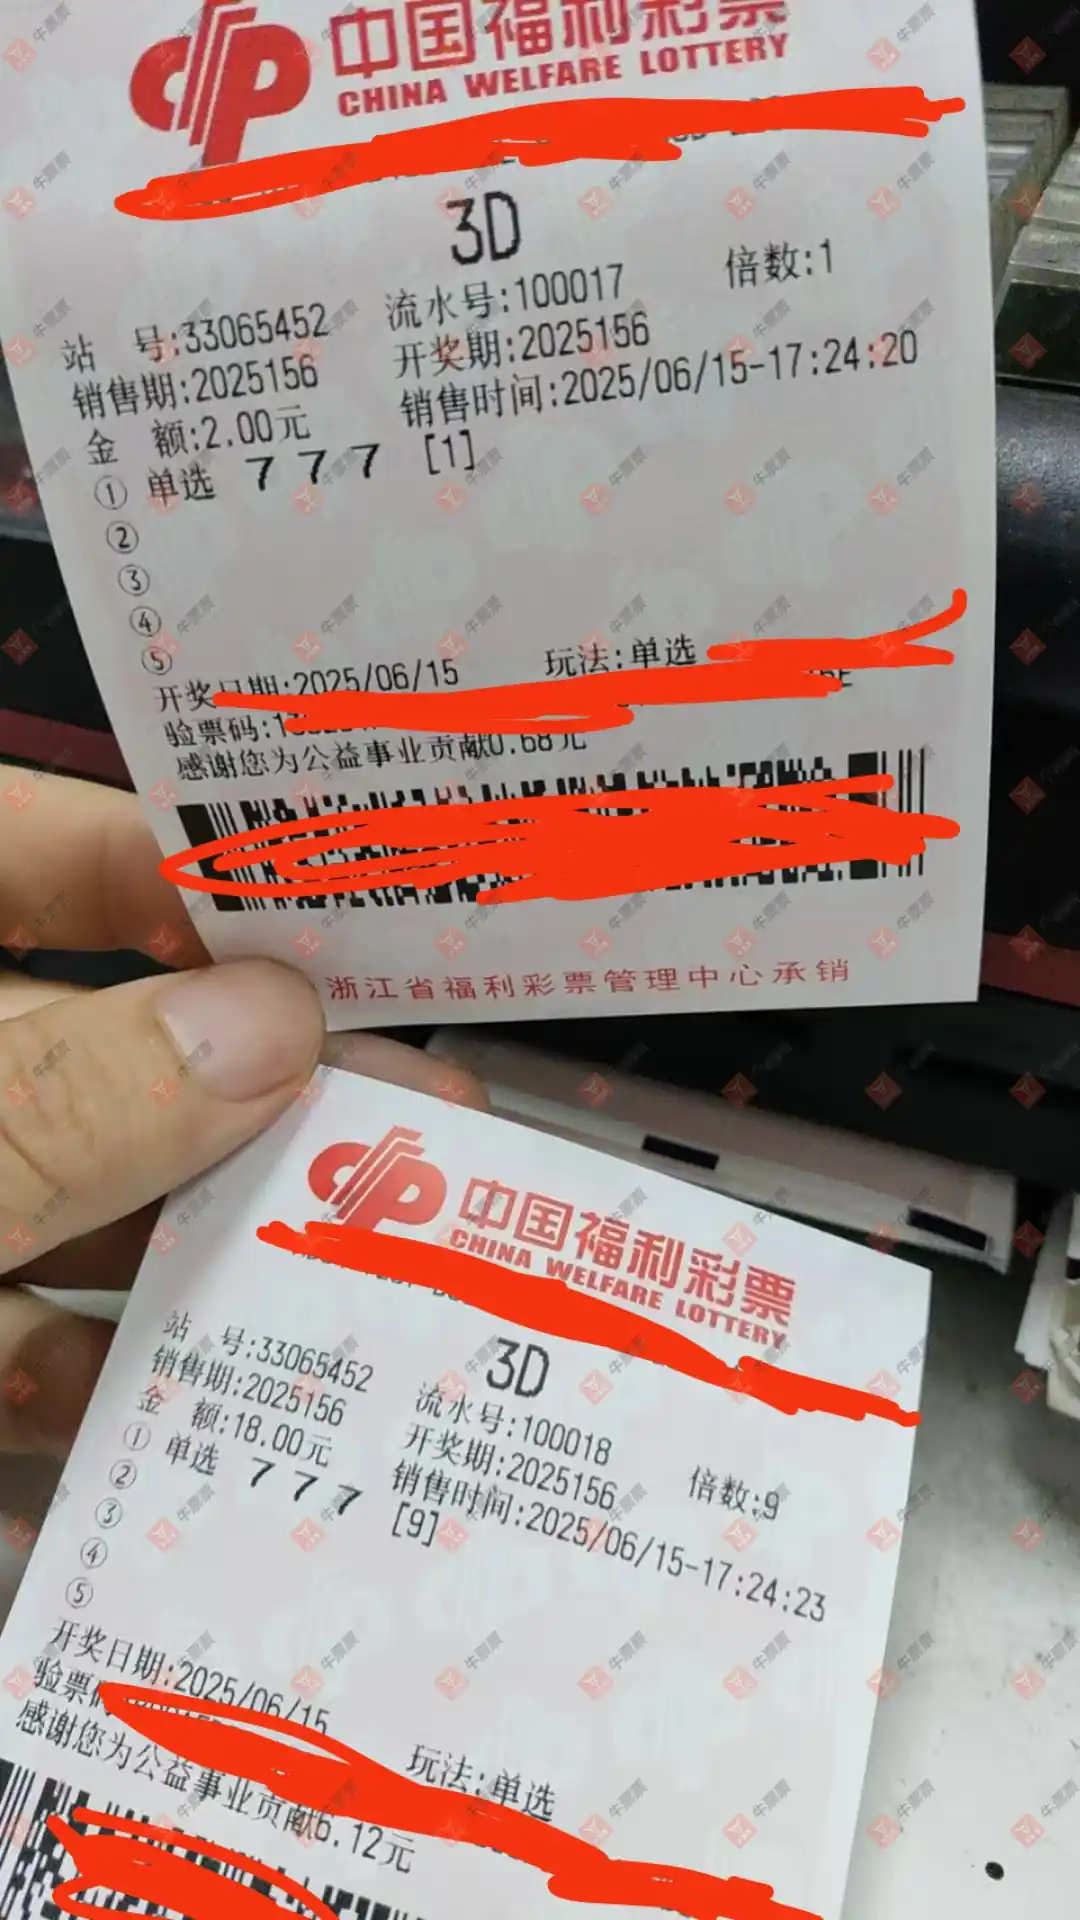 中国福利彩票
CHINA WELFARE LOTTERY
3D
站 号:33065452 流水号:100017 倍数:1
销售期:2025156 开奖期:2025156
金 额:2.00元 销售时间:2025/06/15-17:24:20
① 单选 7 7 7 [1]
②
③
④
⑤
开奖日期:2025/06/15 玩法:单选
验票码:
感谢您为公益事业贡献0.68元
浙江省福利彩票管理中心承销
中国福利彩票
CHINA WELFARE LOTTERY
3D
站 号:33065452 流水号:100018 倍数:9
销售期:2025156 开奖期:2025156
金 额:18.00元 销售时间:2025/06/15-17:24:23
① 单选 7 7 7 [9]
②
③
④
⑤
开奖日期:2025/06/15 玩法:单选
验票码
感谢您为公益事业贡献6.12元
牛票票